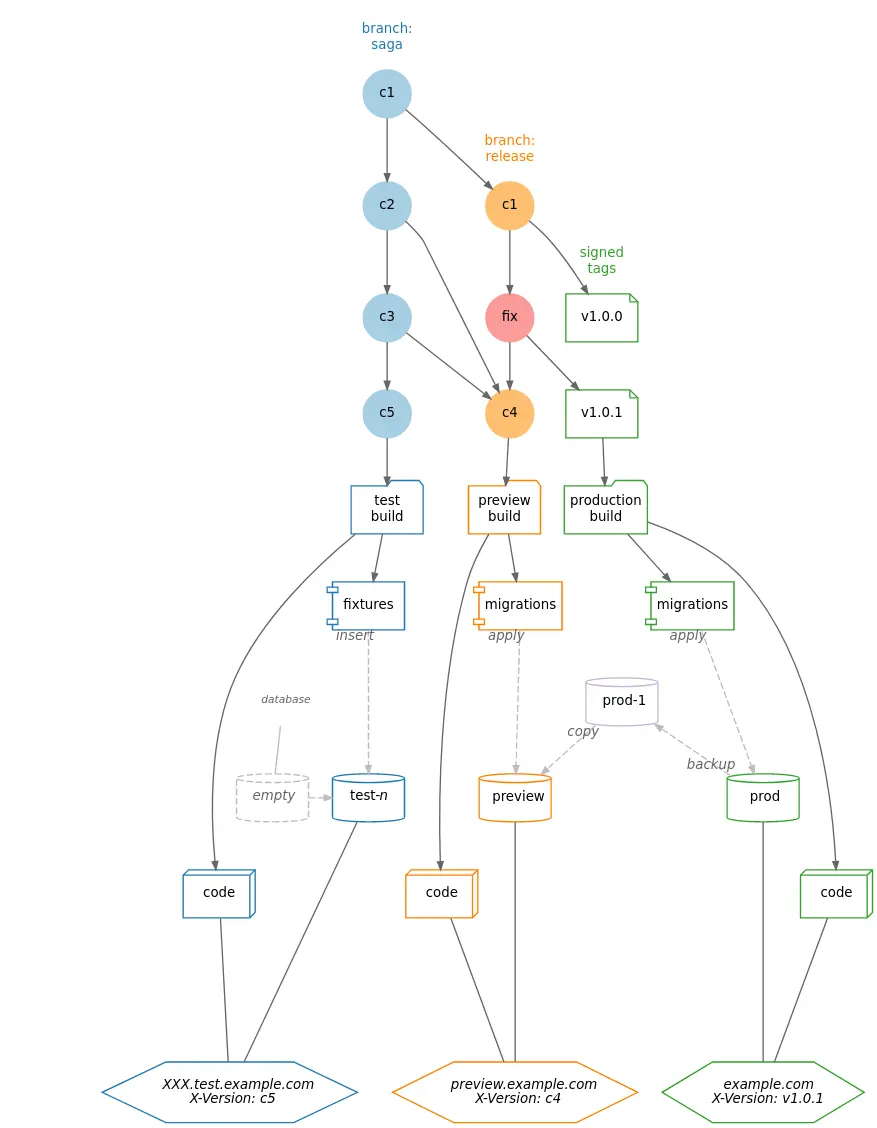 branch:
saga
c1
branch:
release
c2
c1
signed
tags
c3
fix
v1.0.0
c5
c4
v1.0.1
test
build
preview
build
production
build
fixtures
migrations
migrations
insert
apply
apply
database
prod-1
copy
backup
empty
test-n
preview
prod
code
code
code
XXX.test.example.com
X-Version: c5
preview.example.com
X-Version: c4
example.com
X-Version: v1.0.1